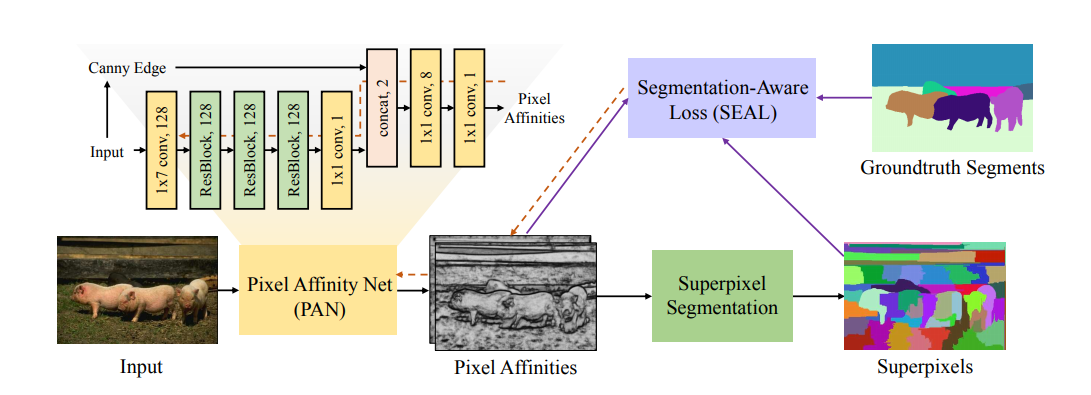 Canny Edge
Input
1x7 conv, 128
ResBlock, 128
ResBlock, 128
ResBlock, 128
1x1 conv, 1
concat, 2
1x1 conv, 8
1x1 conv, 1
Pixel
Affinities
Segmentation-Aware
Loss (SEAL)
Groundtruth Segments
Pixel Affinity Net
(PAN)
Superpixel
Segmentation
Input
Pixel Affinities
Superpixels